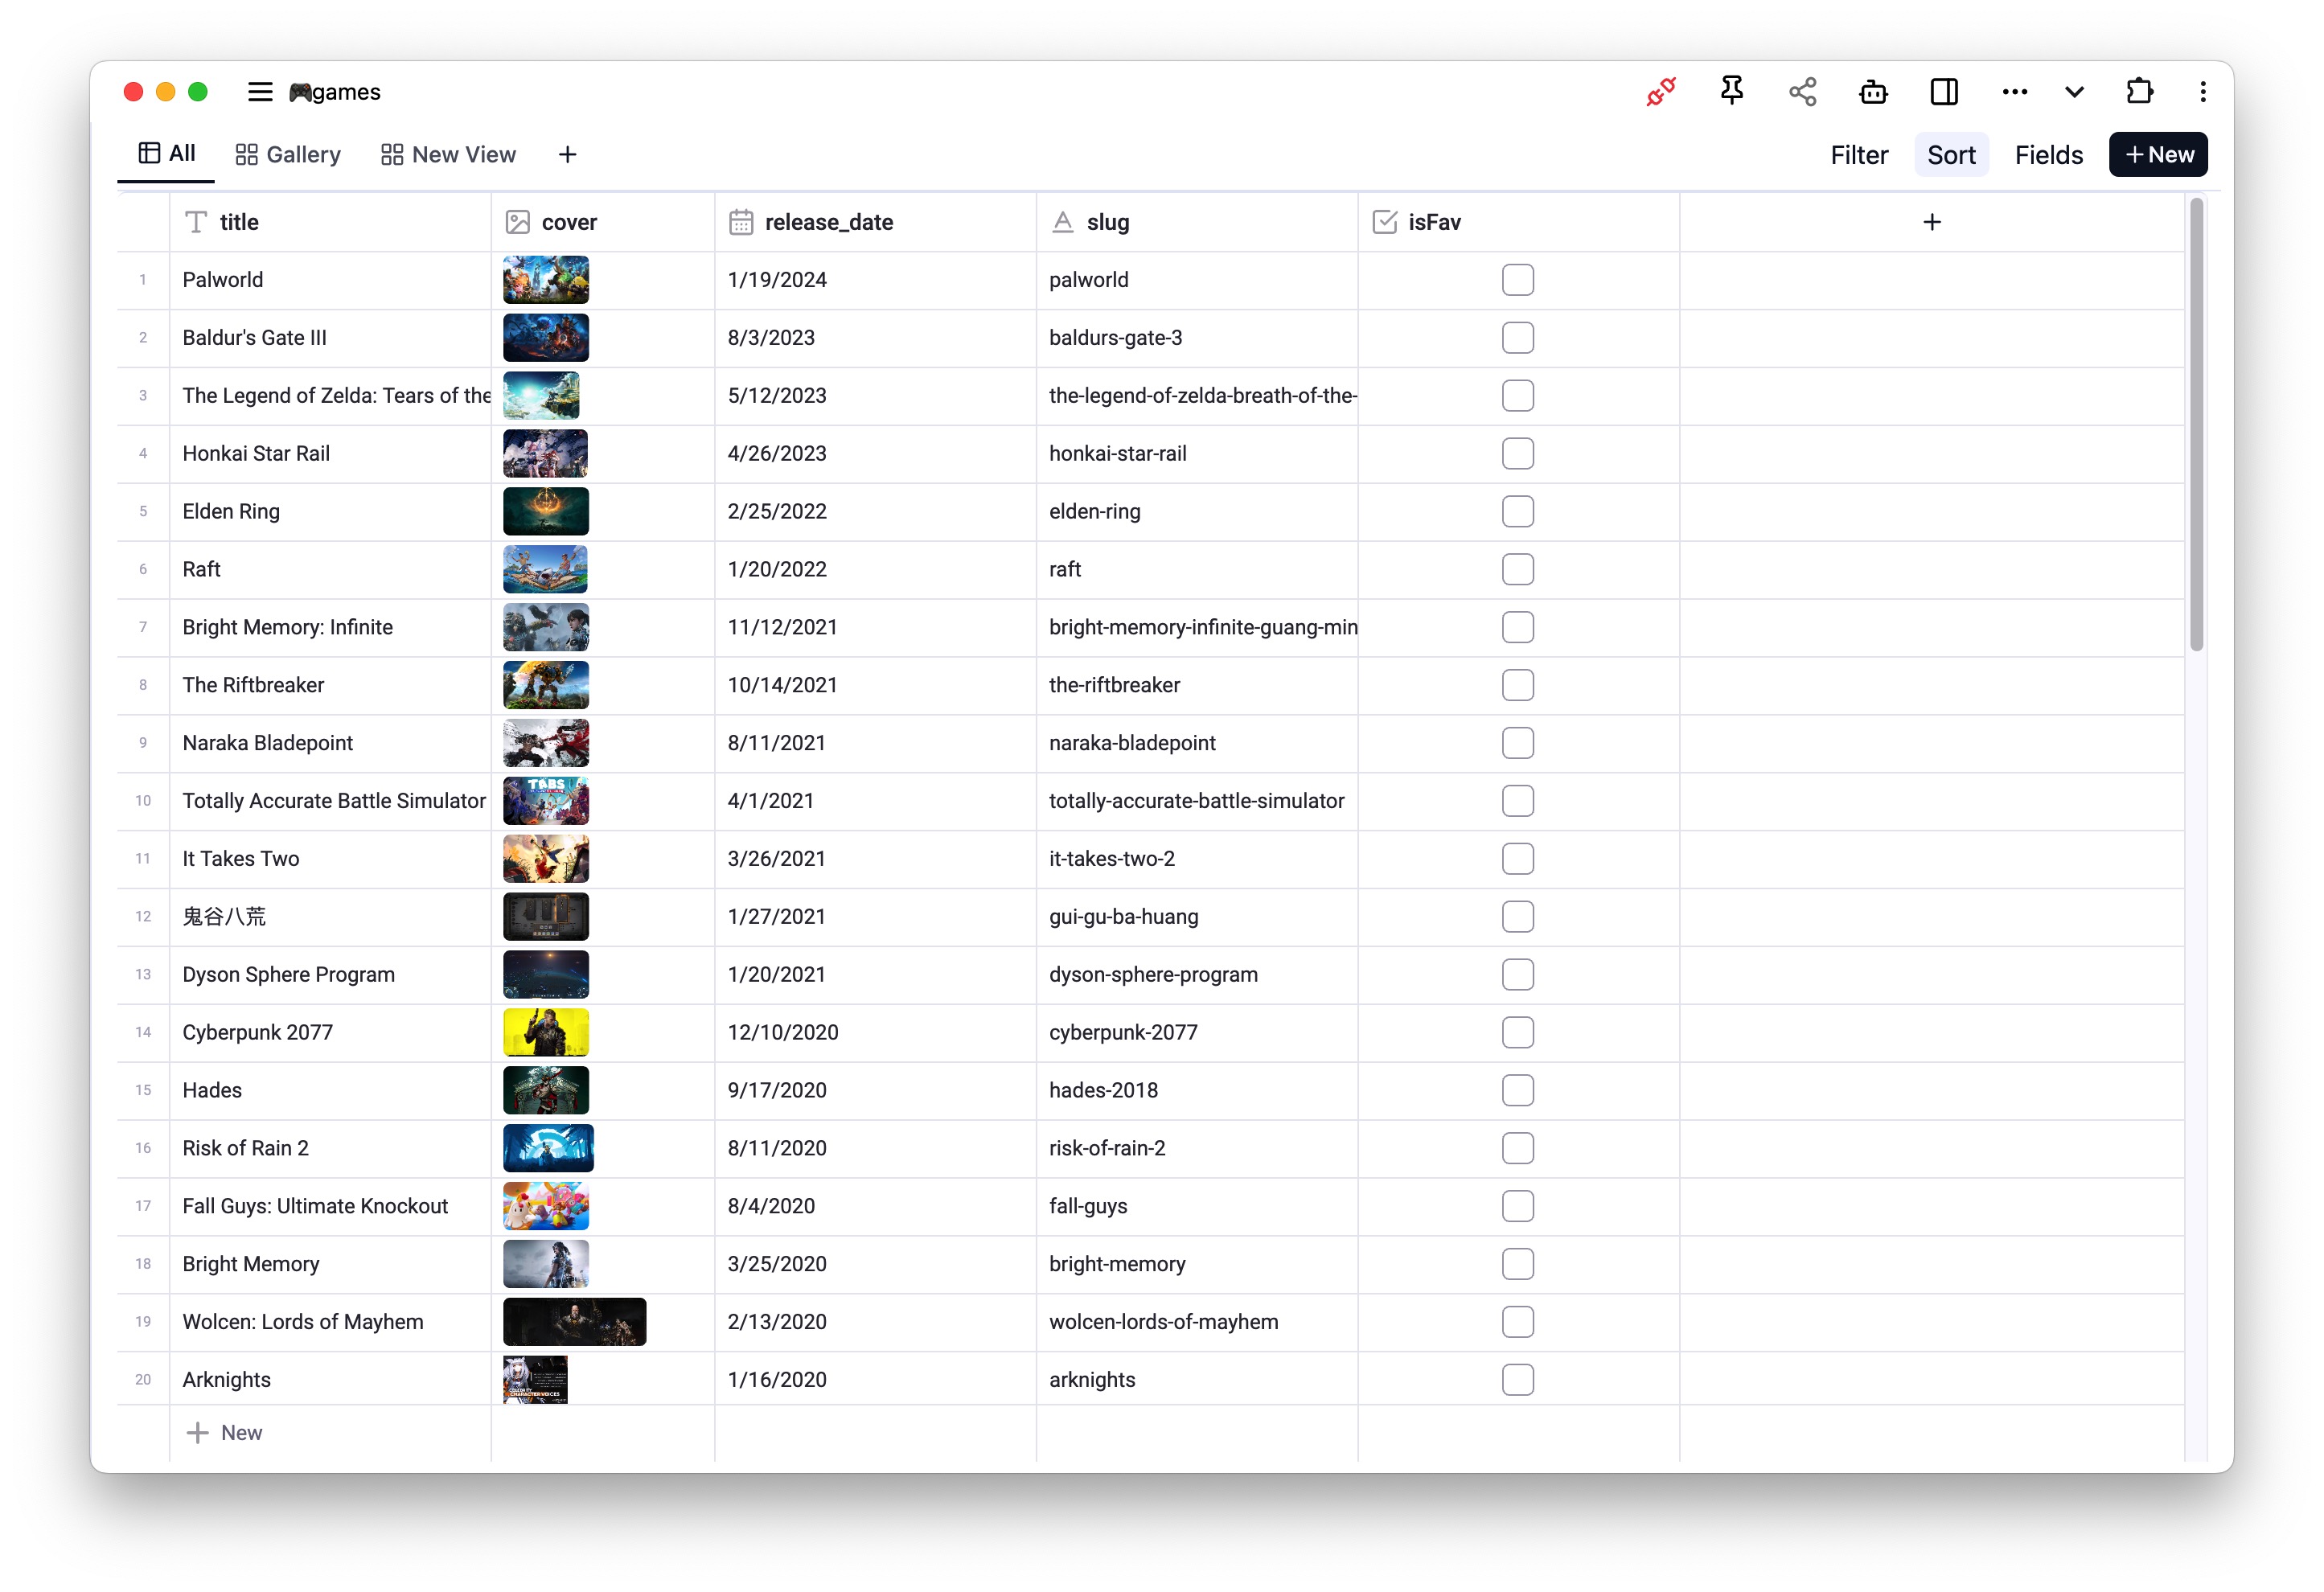 🎮games
All Gallery New View + Filter Sort Fields +New
title cover release_date slug isFav +
1 Palworld 1/19/2024 palworld
2 Baldur's Gate III 8/3/2023 baldurs-gate-3
3 The Legend of Zelda: Tears of the 5/12/2023 the-legend-of-zelda-breath-of-the-
4 Honkai Star Rail 4/26/2023 honkai-star-rail
5 Elden Ring 2/25/2022 elden-ring
6 Raft 1/20/2022 raft
7 Bright Memory: Infinite 11/12/2021 bright-memory-infinite-guang-min
8 The Riftbreaker 10/14/2021 the-riftbreaker
9 Naraka Bladepoint 8/11/2021 naraka-bladepoint
10 Totally Accurate Battle Simulator TABS 4/1/2021 totally-accurate-battle-simulator
11 It Takes Two 3/26/2021 it-takes-two-2
12 鬼谷八荒 1/27/2021 gui-gu-ba-huang
13 Dyson Sphere Program 1/20/2021 dyson-sphere-program
14 Cyberpunk 2077 12/10/2020 cyberpunk-2077
15 Hades 9/17/2020 hades-2018
16 Risk of Rain 2 8/11/2020 risk-of-rain-2
17 Fall Guys: Ultimate Knockout 8/4/2020 fall-guys
18 Bright Memory 3/25/2020 bright-memory
19 Wolcen: Lords of Mayhem 2/13/2020 wolcen-lords-of-mayhem
20 Arknights CELEBRITY CHARACTER VOICES 1/16/2020 arknights
+ New